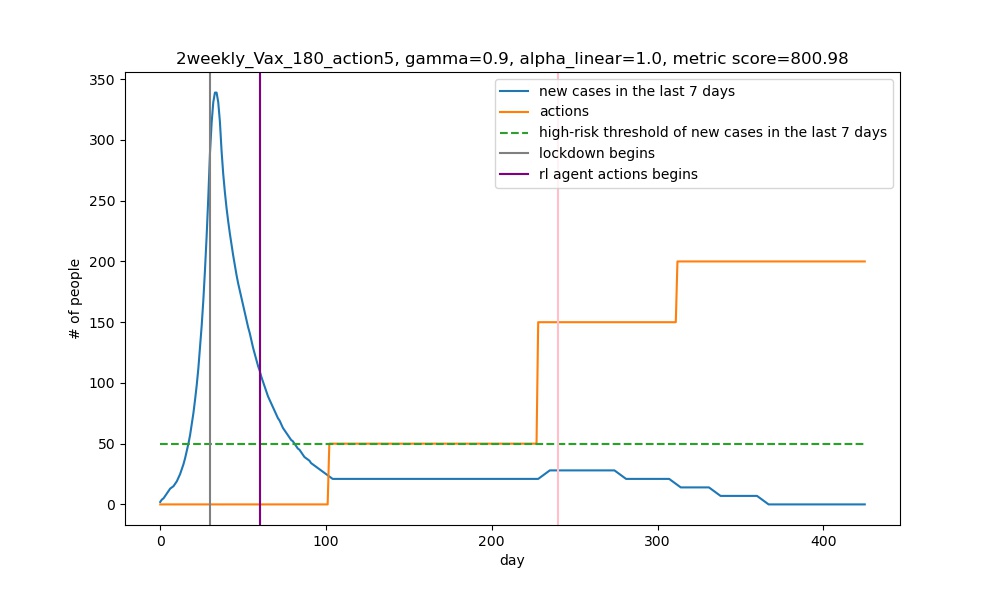 2weekly_Vax_180_action5, gamma=0.9, alpha_linear=1.0, metric score=800.98
new cases in the last 7 days
actions
high-risk threshold of new cases in the last 7 days
lockdown begins
rl agent actions begins
# of people
350
300
250
200
150
100
50
0
0 100 200 300 400
day